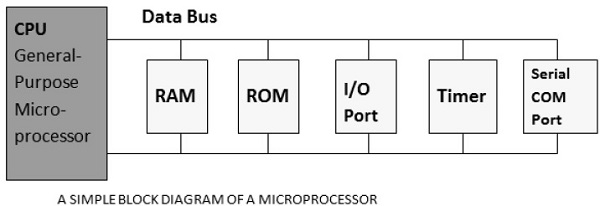 Data Bus
CPU
General-
Purpose
Micro-
processor
RAM
ROM
I/O
Port
Timer
Serial
COM
Port
A SIMPLE BLOCK DIAGRAM OF A MICROPROCESSOR